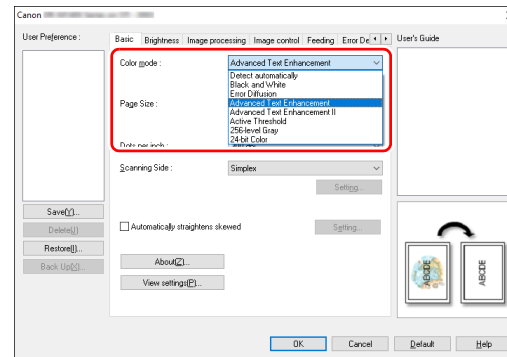 Canon
User Preference :
Basic Brightness Image processing Image control Feeding Error De
User's Guide
Color mode :
Advanced Text Enhancement
Detect automatically
Black and White
Error Diffusion
Advanced Text Enhancement
Advanced Text Enhancement II
Active Threshold
256-level Gray
24-bit Color
Page Size :
Dots per inch :
Scanning Side :
Simplex
Setting...
Save(Y)...
Delete(J)
Automatically straightens skewed
Setting...
Restore(I)...
Back Up(X)...
About(Z)...
View settings(P)...
ABCDE
ABCDE
OK
Cancel
Default
Help